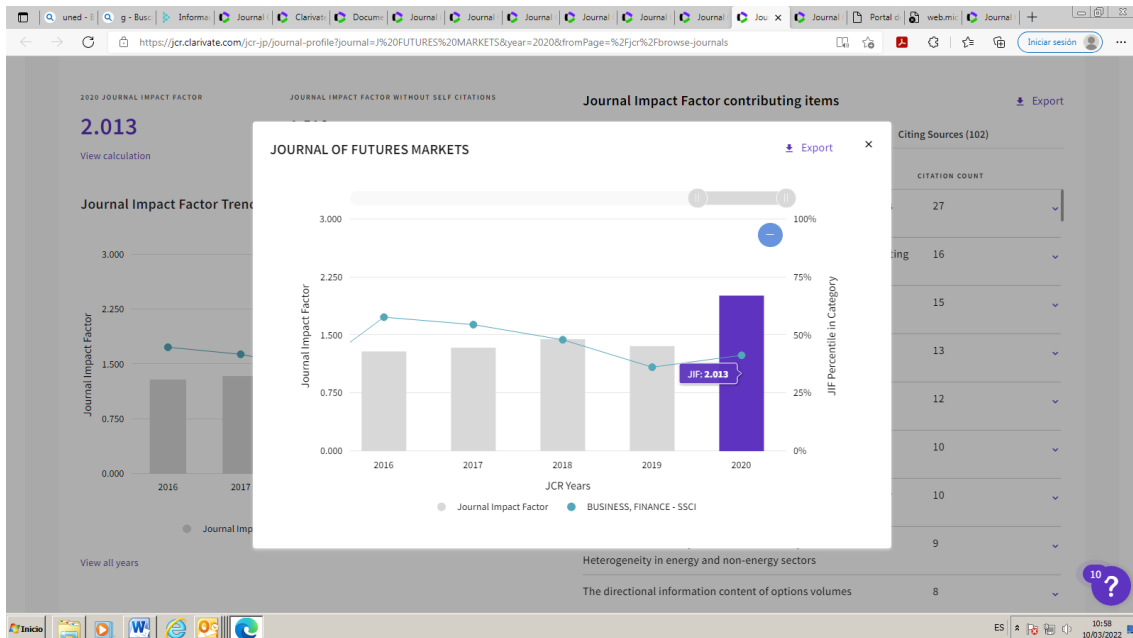 uned - B
g - Busc
Informa
Journal
Clarivate
Docume
Journal
Journal
Journal
Journal
Journal
Journal
Jou
Journal
Portal d
web.mic
Journal
https://jcr.clarivate.com/jcr-jp/journal-profile?journal=J%20FUTURES%20MARKETS&year=2020&fromPage=%2Fjcr%2Fbrowse-journals
Iniciar sesión
2020 JOURNAL IMPACT FACTOR
JOURNAL IMPACT FACTOR WITHOUT SELF CITATIONS
2.013
View calculation
Journal Impact Factor contributing items
Export
Citing Sources (102)
CITATION COUNT
27
16
15
13
12
10
10
9
Heterogeneity in energy and non-energy sectors
The directional information content of options volumes
8
Journal Impact Factor Tren
3.000
2.250
1.500
0.750
0.000
Journal Impact Factor
2016
2017
Journal Imp
View all years
JOURNAL OF FUTURES MARKETS
Export
3.000
2.250
1.500
0.750
0.000
Journal Impact Factor
100%
75%
50%
25%
0%
JIF Percentile in Category
JIF: 2.013
2016
2017
2018
2019
2020
JCR Years
Journal Impact Factor
BUSINESS, FINANCE - SSCI
10
?
Inicio
ES
10:58
10/03/2022